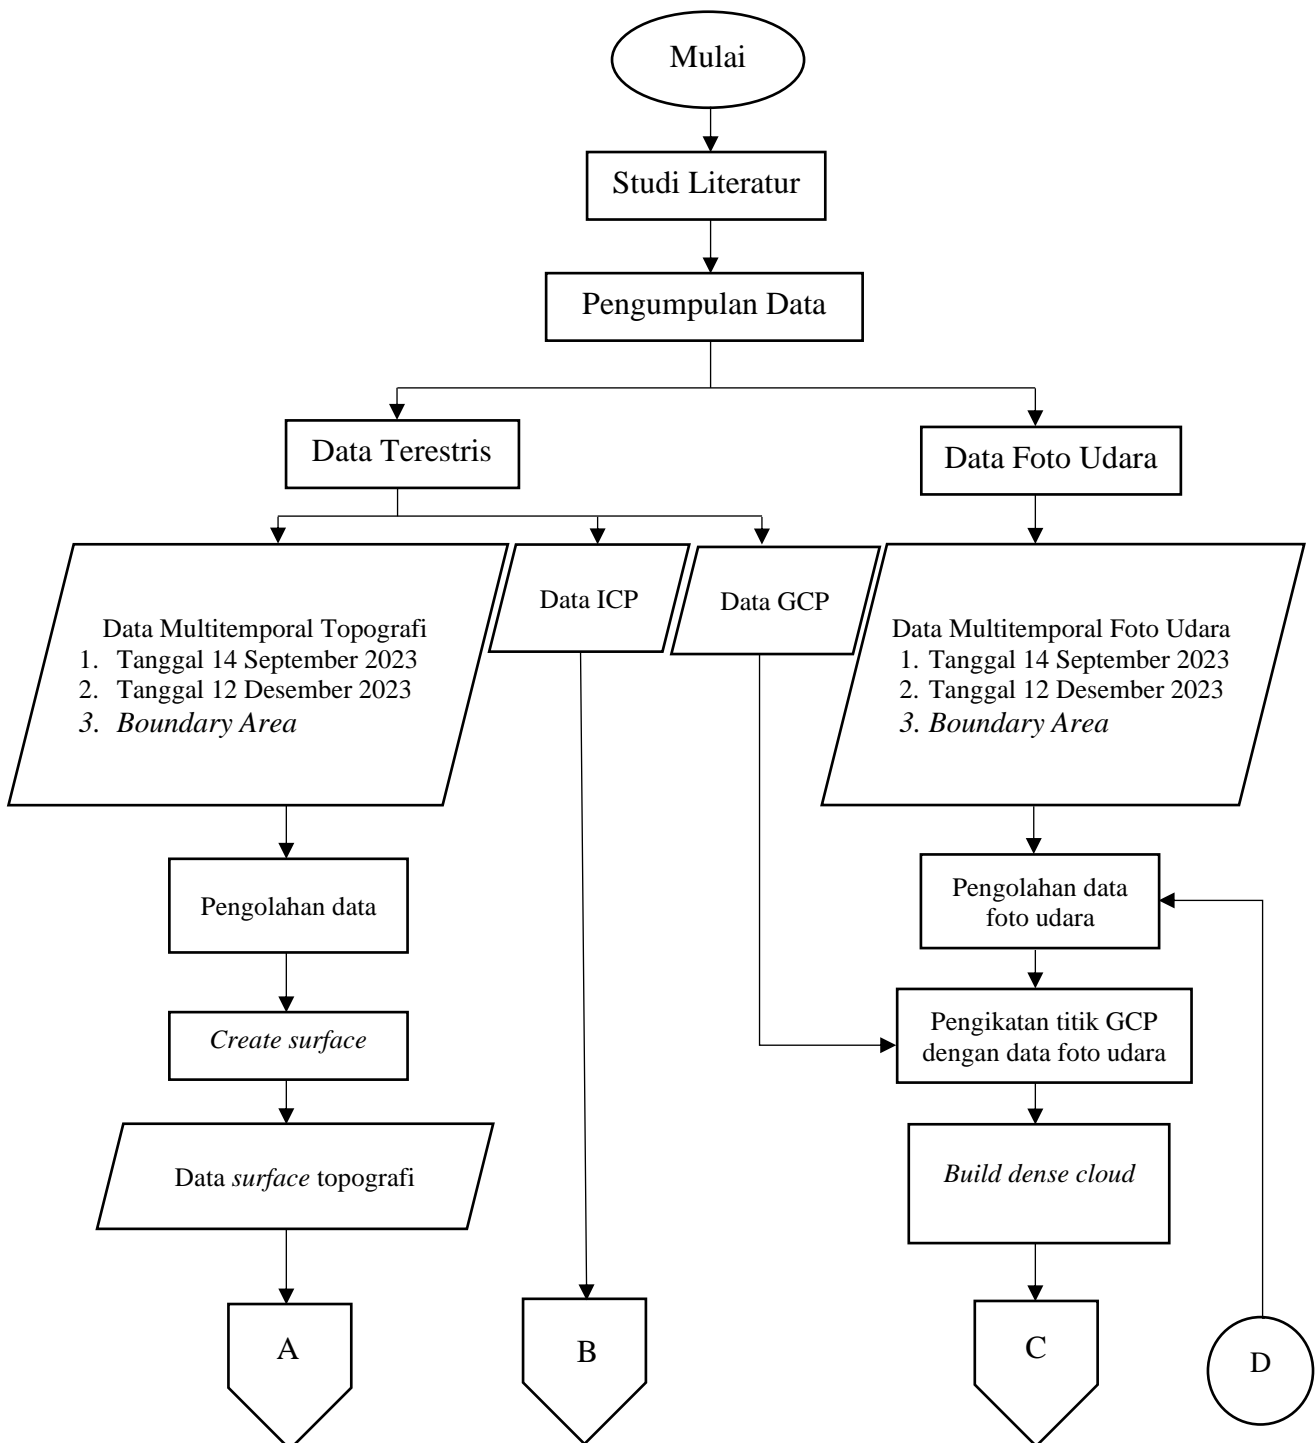 Mulai
Studi Literatur
Pengumpulan Data
Data Terestris
Data Foto Udara
Data Multitemporal Topografi
1. Tanggal 14 September 2023
2. Tanggal 12 Desember 2023
3. Boundary Area
Data ICP
Data GCP
Data Multitemporal Foto Udara
1. Tanggal 14 September 2023
2. Tanggal 12 Desember 2023
3. Boundary Area
Pengolahan data
Pengolahan data
foto udara
Create surface
Pengikatan titik GCP
dengan data foto udara
Data surface topografi
Build dense cloud
A
B
C
D